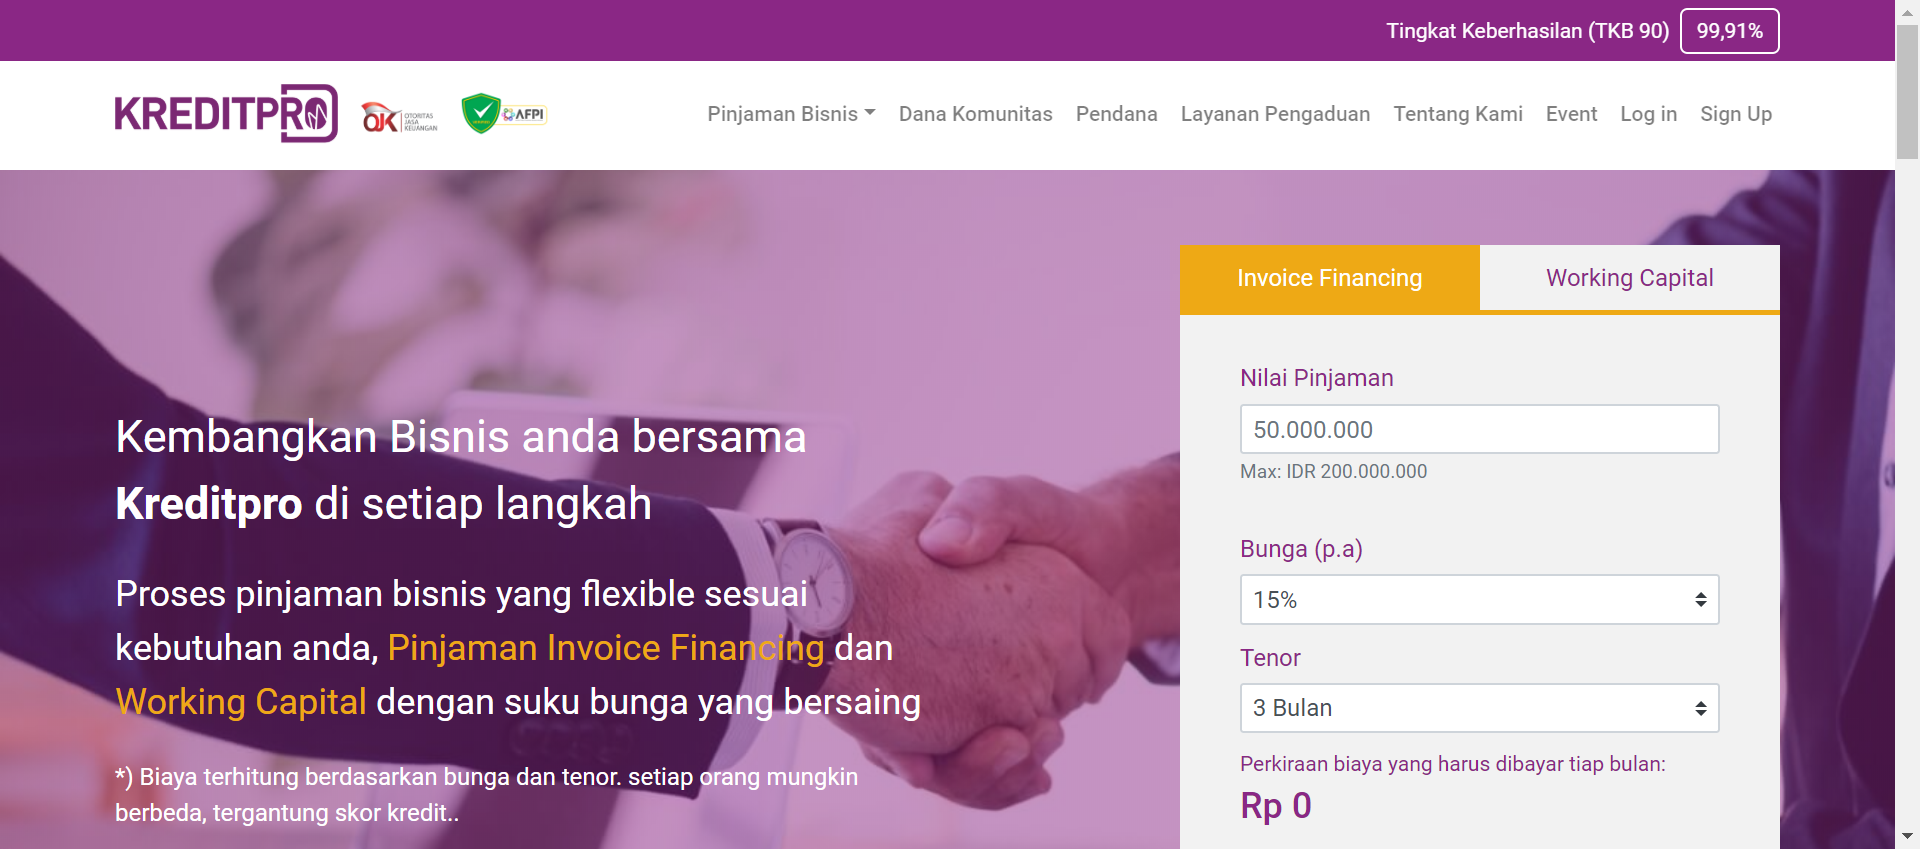 Tingkat Keberhasilan (TKB 90) 99,91%
KREDITPRO
OJK OTORITAS JASA KEUANGAN
AFPI
Pinjaman Bisnis Dana Komunitas Pendana Layanan Pengaduan Tentang Kami Event Log in Sign Up
Kembangkan Bisnis anda bersama
Kreditpro di setiap langkah
Proses pinjaman bisnis yang flexible sesuai
kebutuhan anda, Pinjaman Invoice Financing dan
Working Capital dengan suku bunga yang bersaing
*) Biaya terhitung berdasarkan bunga dan tenor. setiap orang mungkin
berbeda, tergantung skor kredit..
Invoice Financing Working Capital
Nilai Pinjaman
50.000.000
Max: IDR 200.000.000
Bunga (p.a)
15%
Tenor
3 Bulan
Perkiraan biaya yang harus dibayar tiap bulan:
Rp 0